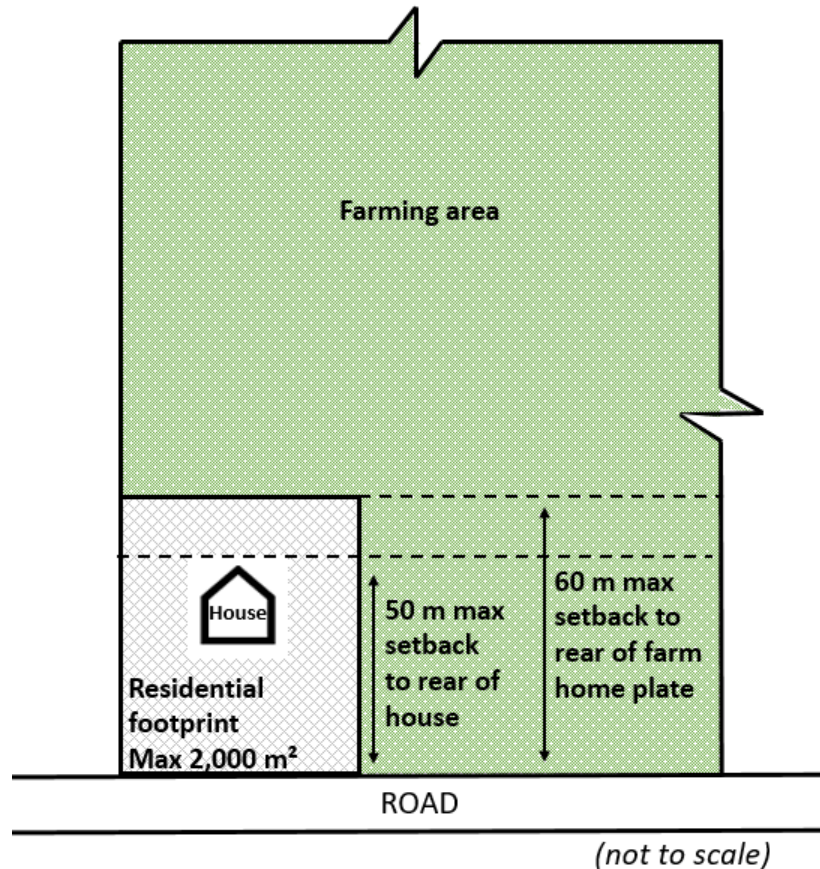 Farming area
House
50 m max
setback
to rear of
house
60 m max
setback to
rear of farm
home plate
Residential
footprint
Max 2,000 m²
ROAD
(not to scale)